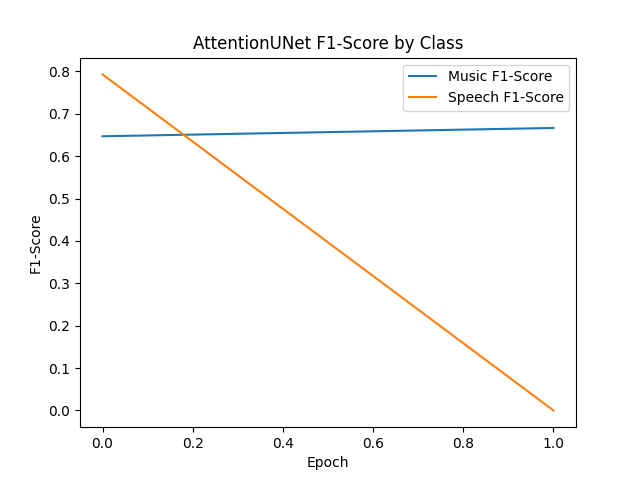 AttentionUNet F1-Score by Class
Music F1-Score
Speech F1-Score
F1-Score
0.8
0.7
0.6
0.5
0.4
0.3
0.2
0.1
0.0
0.0 0.2 0.4 0.6 0.8 1.0
Epoch